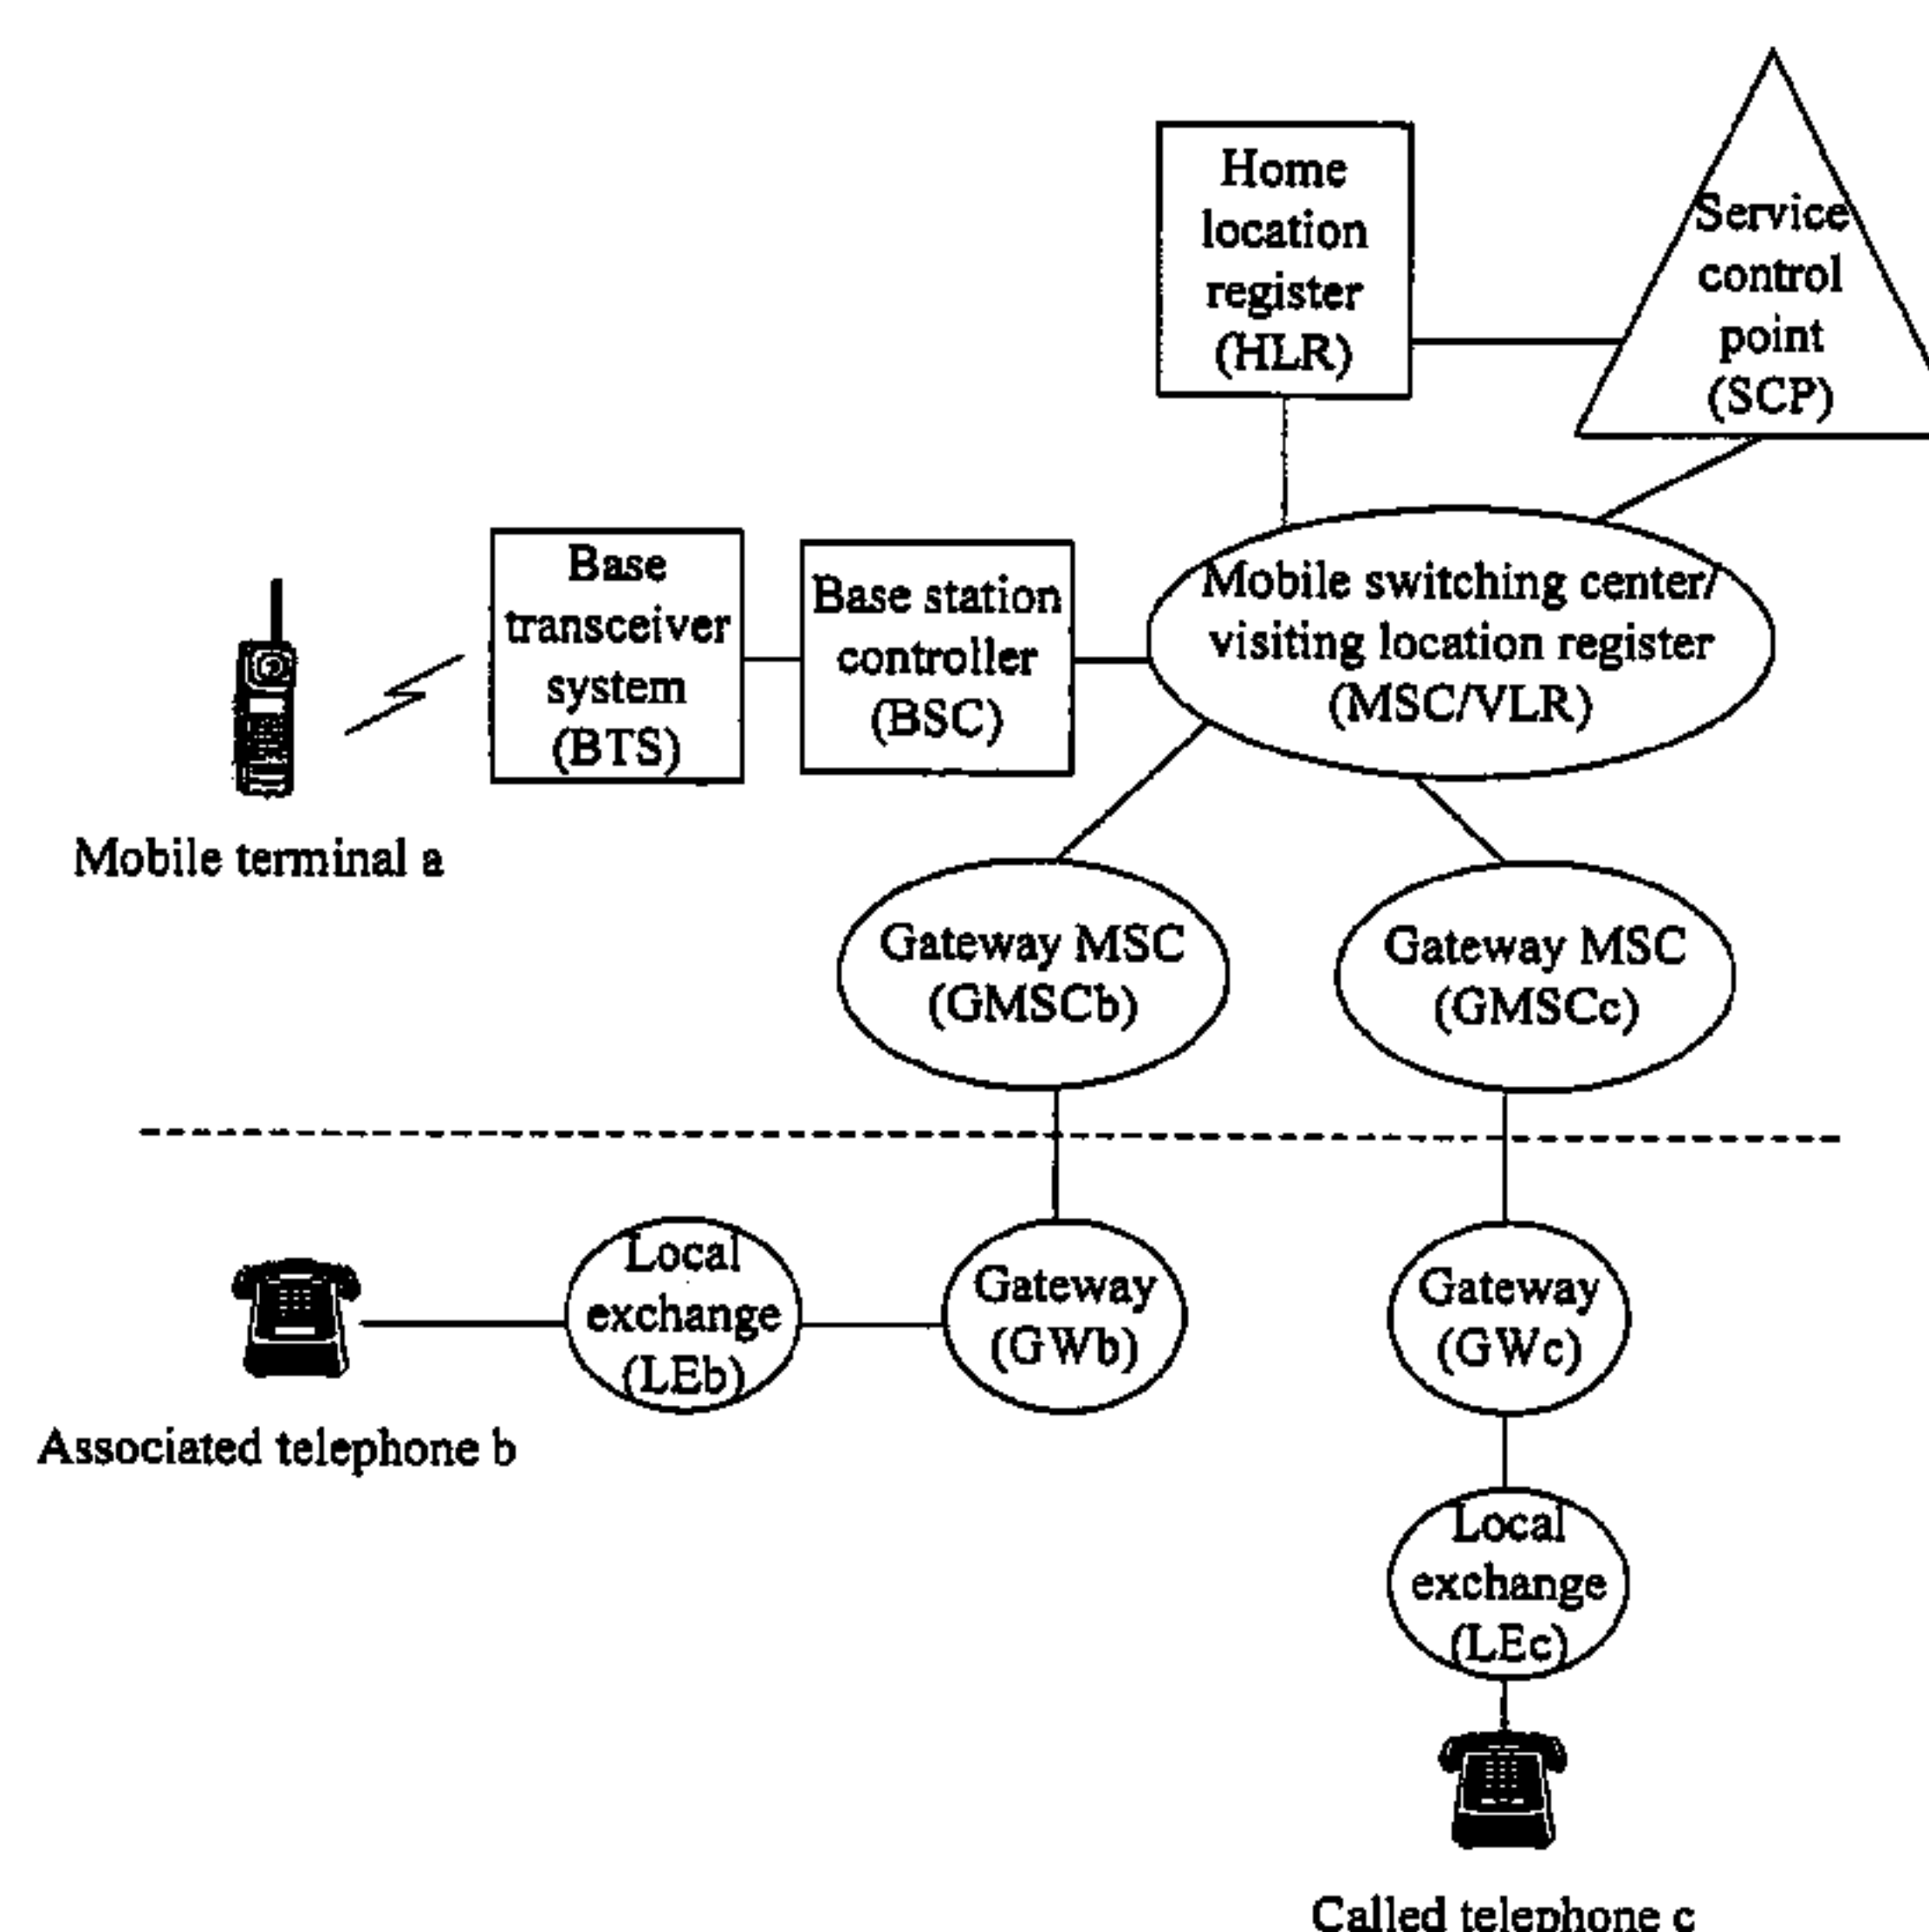 Home
location
register
(HLR)
Service
control
point
(SCP)
Base
transceiver
system
(BTS)
Base station
controller
(BSC)
Mobile switching center/
visiting location register
(MSC/VLR)
Mobile terminal a
Gateway MSC
(GMSCb)
Gateway MSC
(GMSCc)
Local
exchange
(LEb)
Gateway
(GWb)
Gateway
(GWc)
Associated telephone b
Local
exchange
(LEc)
Called telephone c